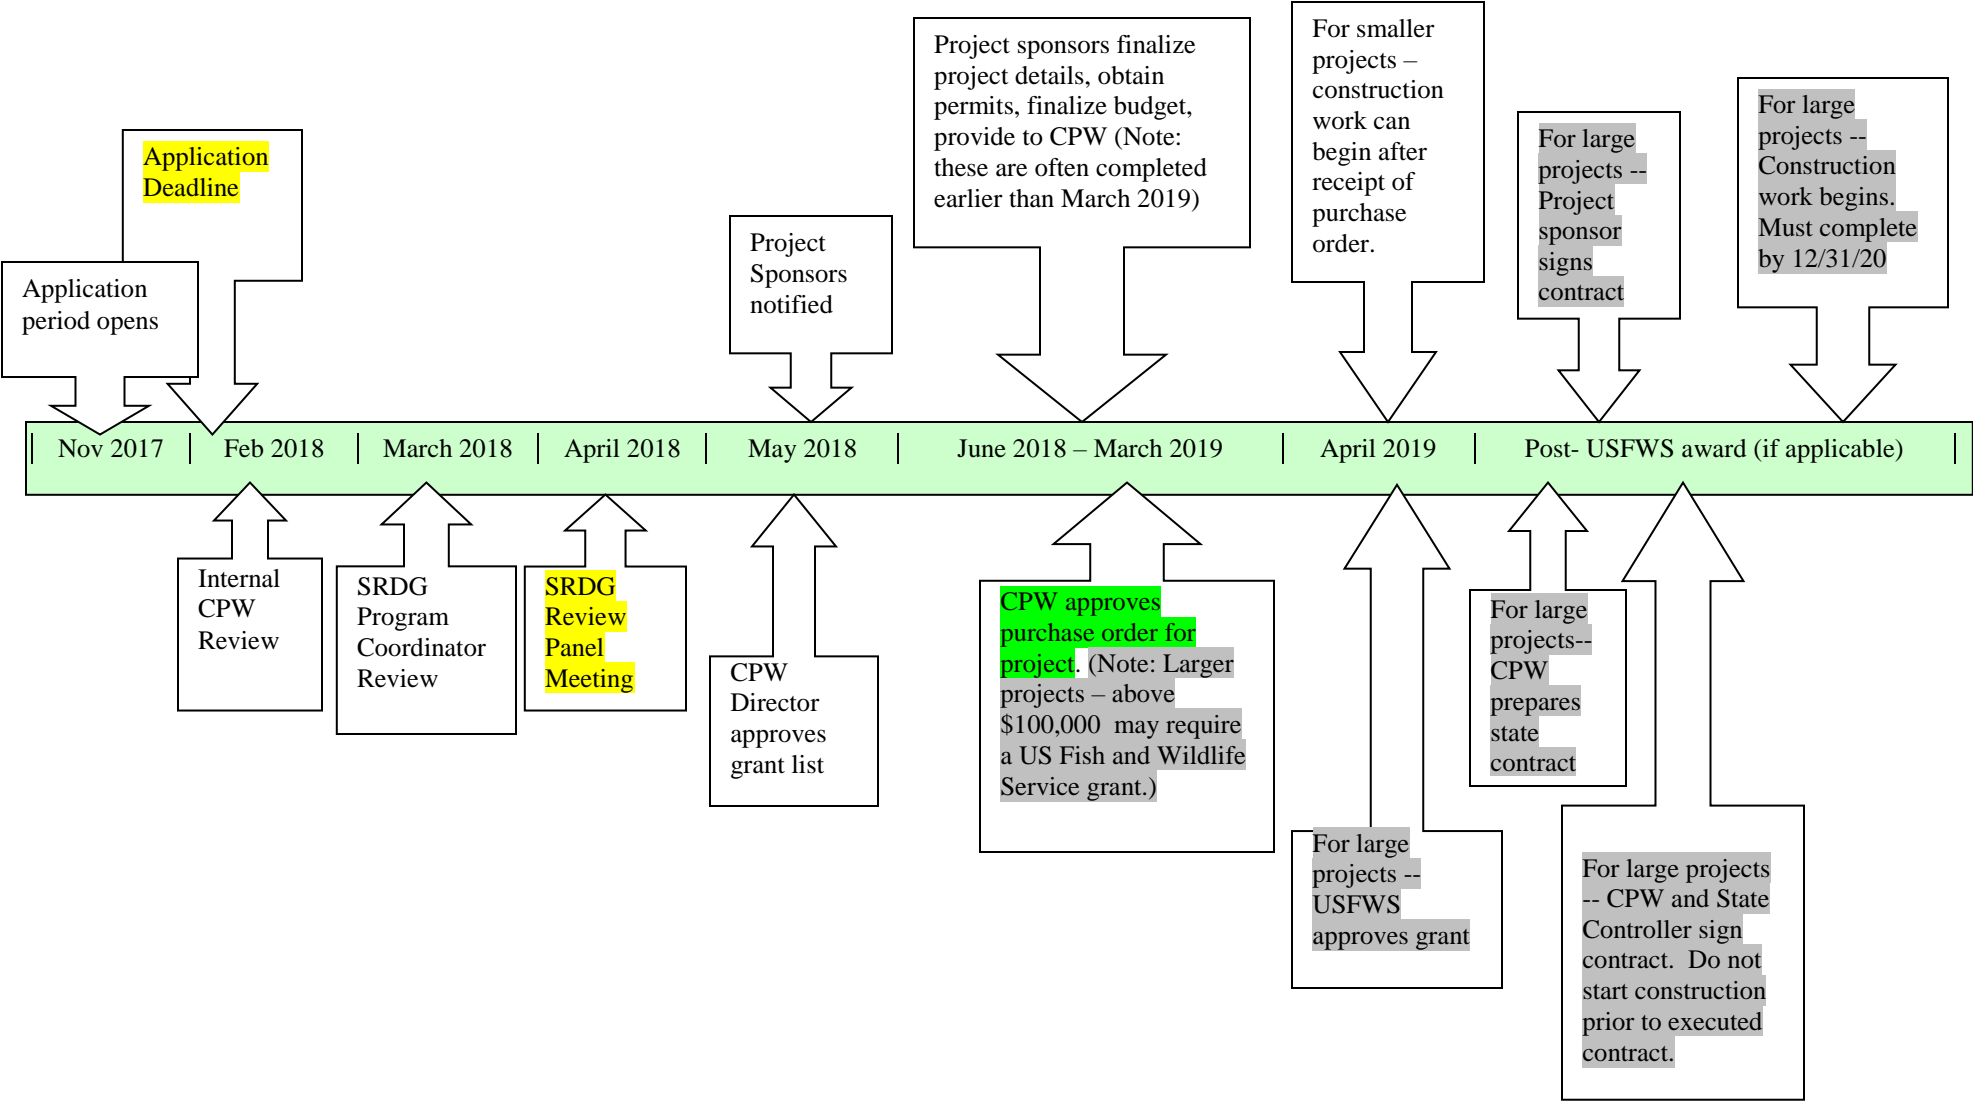 Application
period opens
Application
Deadline
Project
Sponsors
notified
Project sponsors finalize
project details, obtain
permits, finalize budget,
provide to CPW (Note:
these are often completed
earlier than March 2019)
For smaller
projects –
construction
work can
begin after
receipt of
purchase
order.
For large
projects --
Project
sponsor
signs
contract
For large
projects --
Construction
work begins.
Must complete
by 12/31/20
Nov 2017
Feb 2018
March 2018
April 2018
May 2018
June 2018 – March 2019
April 2019
Post- USFWS award (if applicable)
Internal
CPW
Review
SRDG
Program
Coordinator
Review
SRDG
Review
Panel
Meeting
CPW
Director
approves
grant list
CPW approves
purchase order for
project. (Note: Larger
projects – above
$100,000  may require
a US Fish and Wildlife
Service grant.)
For large
projects --
USFWS
approves grant
For large
projects--
CPW
prepares
state
contract
For large projects
-- CPW and State
Controller sign
contract.  Do not
start construction
prior to executed
contract.